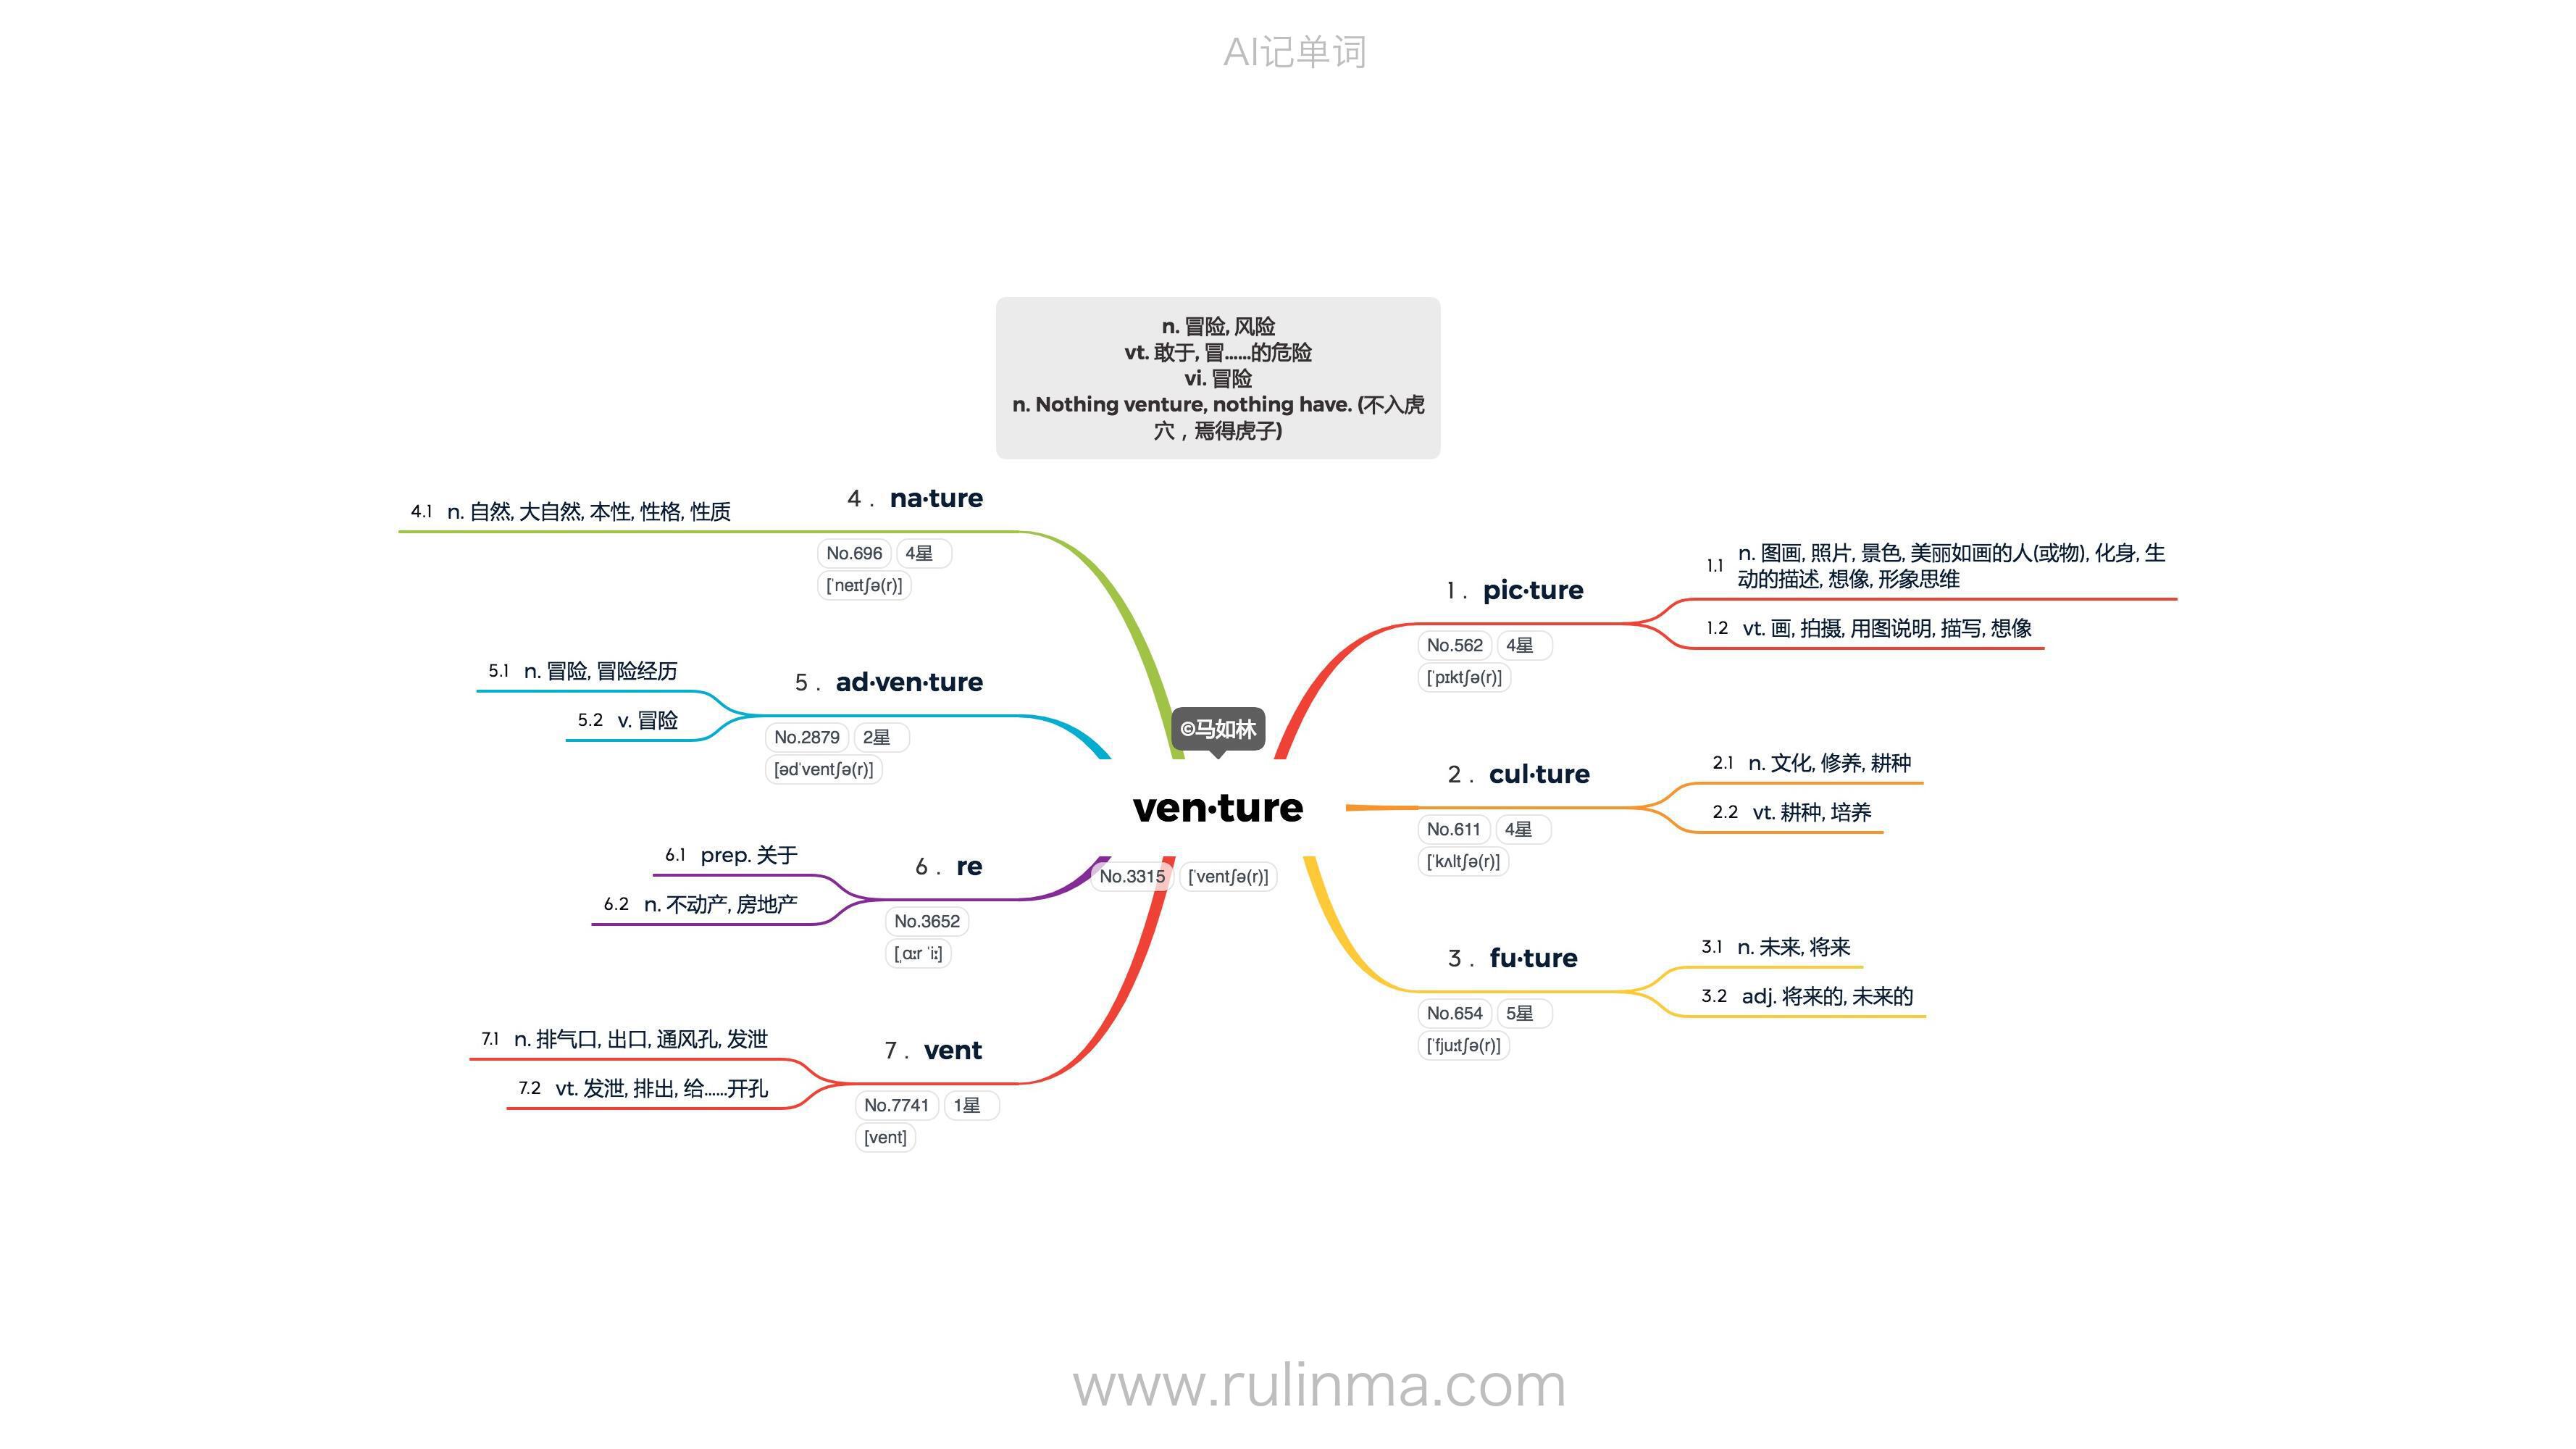 AI记单词
n. 冒险, 风险
vt. 敢于, 冒……的危险
vi. 冒险
n. Nothing venture, nothing have. (不入虎
穴，焉得虎子)
©马如林
ven·ture
No.3315 [ˈventʃə(r)]
1. pic·ture
No.562 4星
[ˈpɪktʃə(r)]
1.1 n. 图画, 照片, 景色, 美丽如画的人(或物), 化身, 生
动的描述, 想像, 形象思维
1.2 vt. 画, 拍摄, 用图说明, 描写, 想像
2. cul·ture
No.611 4星
[ˈkʌltʃə(r)]
2.1 n. 文化, 修养, 耕种
2.2 vt. 耕种, 培养
3. fu·ture
No.654 5星
[ˈfjuːtʃə(r)]
3.1 n. 未来, 将来
3.2 adj. 将来的, 未来的
4. na·ture
No.696 4星
[ˈneɪtʃə(r)]
4.1 n. 自然, 大自然, 本性, 性格, 性质
5. ad·ven·ture
No.2879 2星
[ədˈventʃə(r)]
5.1 n. 冒险, 冒险经历
5.2 v. 冒险
6. re
No.3652
[ˌɑːr ˈiː]
6.1 prep. 关于
6.2 n. 不动产, 房地产
7. vent
No.7741 1星
[vent]
7.1 n. 排气口, 出口, 通风孔, 发泄
7.2 vt. 发泄, 排出, 给……开孔
www.rulinma.com